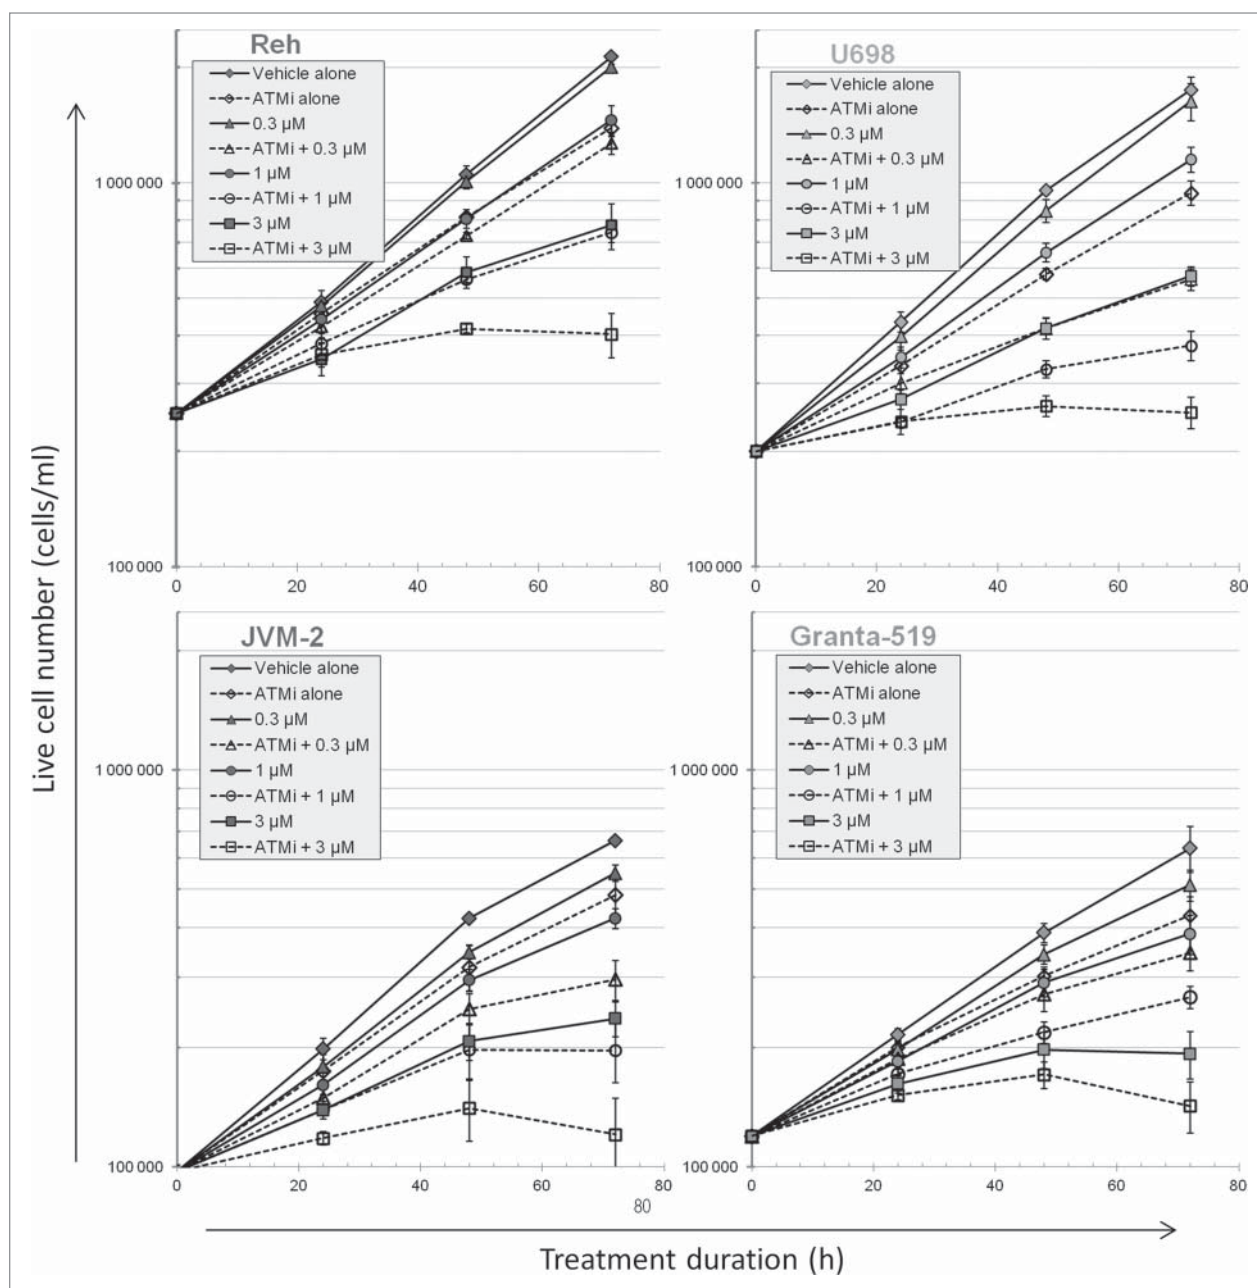 Reh
Vehicle alone
ATMi alone
0.3 µM
ATMi + 0.3 µM
1 µM
ATMi + 1 µM
3 µM
ATMi + 3 µM
1 000 000
100 000
0 20 40 60 80
U698
Vehicle alone
ATMi alone
0.3 µM
ATMi + 0.3 µM
1 µM
ATMi + 1 µM
3 µM
ATMi + 3 µM
1 000 000
100 000
0 20 40 60 80
Live cell number (cells/ml)
JVM-2
Vehicle alone
ATMi alone
0.3 µM
ATMi + 0.3 µM
1 µM
ATMi + 1 µM
3 µM
ATMi + 3 µM
1 000 000
100 000
0 20 40 60 80
80
Granta-519
Vehicle alone
ATMi alone
0.3 µM
ATMi + 0.3 µM
1 µM
ATMi + 1 µM
3 µM
ATMi + 3 µM
1 000 000
100 000
0 20 40 60 80
Treatment duration (h)